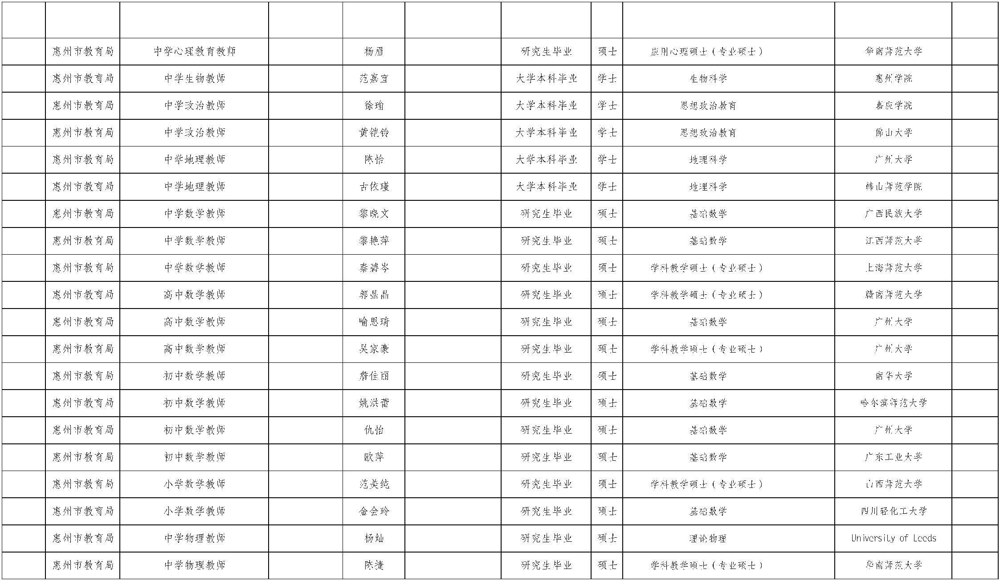 惠州市教育局 中学心理教育教师 杨眉 研究生毕业 硕士 应用心理硕士（专业硕士） 华南师范大学
惠州市教育局 中学生物教师 范嘉宜 大学本科毕业 学士 生物科学 惠州学院
惠州市教育局 中学政治教师 徐瑜 大学本科毕业 学士 思想政治教育 嘉应学院
惠州市教育局 中学政治教师 黄铠铃 大学本科毕业 学士 思想政治教育 佛山大学
惠州市教育局 中学地理教师 陈怡 大学本科毕业 学士 地理科学 广州大学
惠州市教育局 中学地理教师 古依瑾 大学本科毕业 学士 地理科学 韩山师范学院
惠州市教育局 中学数学教师 黎晓文 研究生毕业 硕士 基础数学 广西民族大学
惠州市教育局 中学数学教师 黎艳萍 研究生毕业 硕士 基础数学 江西师范大学
惠州市教育局 中学数学教师 秦碧岑 研究生毕业 硕士 学科教学硕士（专业硕士） 上海师范大学
惠州市教育局 高中数学教师 郭晶晶 研究生毕业 硕士 学科教学硕士（专业硕士） 赣南师范大学
惠州市教育局 高中数学教师 喻思琦 研究生毕业 硕士 基础数学 广州大学
惠州市教育局 高中数学教师 吴家豪 研究生毕业 硕士 学科教学硕士（专业硕士） 广州大学
惠州市教育局 初中数学教师 詹佳丽 研究生毕业 硕士 基础数学 南华大学
惠州市教育局 初中数学教师 姚洪蕾 研究生毕业 硕士 基础数学 哈尔滨师范大学
惠州市教育局 初中数学教师 仇怡 研究生毕业 硕士 基础数学 广州大学
惠州市教育局 初中数学教师 欧萍 研究生毕业 硕士 基础数学 广东工业大学
惠州市教育局 小学数学教师 范美纯 研究生毕业 硕士 学科教学硕士（专业硕士） 山西师范大学
惠州市教育局 小学数学教师 金会玲 研究生毕业 硕士 基础数学 四川轻化工大学
惠州市教育局 中学物理教师 杨灿 研究生毕业 硕士 理论物理 University of Leeds
惠州市教育局 中学物理教师 陈捷 研究生毕业 硕士 学科教学硕士（专业硕士） 华南师范大学